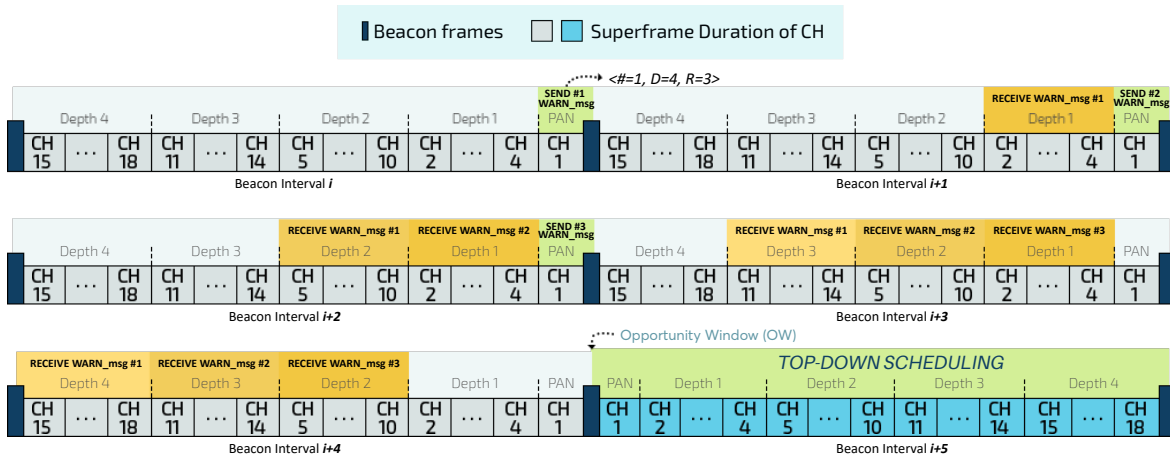 Beacon frames
Superframe Duration of CH
<#=1, D=4, R=3>
Depth 4 Depth 3 Depth 2 Depth 1 SEND #1 WARN_msg PAN Depth 4 Depth 3 Depth 2 RECEIVE WARN_msg #1 Depth 1 SEND #2 WARN_msg PAN
CH 15 ... CH 18 CH 11 ... CH 14 CH 5 ... CH 10 CH 2 ... CH 4 CH 1 CH 15 ... CH 18 CH 11 ... CH 14 CH 5 ... CH 10 CH 2 ... CH 4 CH 1
Beacon Interval i
Beacon Interval i+1
Depth 4 Depth 3 RECEIVE WARN_msg #1 Depth 2 RECEIVE WARN_msg #2 Depth 1 SEND #3 WARN_msg PAN Depth 4 RECEIVE WARN_msg #1 Depth 3 RECEIVE WARN_msg #2 Depth 2 RECEIVE WARN_msg #3 Depth 1 PAN
CH 15 ... CH 18 CH 11 ... CH 14 CH 5 ... CH 10 CH 2 ... CH 4 CH 1 CH 15 ... CH 18 CH 11 ... CH 14 CH 5 ... CH 10 CH 2 ... CH 4 CH 1
Beacon Interval i+2
Beacon Interval i+3
Opportunity Window (OW)
RECEIVE WARN_msg #1 RECEIVE WARN_msg #2 RECEIVE WARN_msg #3
TOP-DOWN SCHEDULING
Depth 4 Depth 3 Depth 2 Depth 1 PAN PAN Depth 1 Depth 2 Depth 3 Depth 4
CH 15 ... CH 18 CH 11 ... CH 14 CH 5 ... CH 10 CH 2 ... CH 4 CH 1 CH 1 CH 2 ... CH 4 CH 5 ... CH 10 CH 11 ... CH 14 CH 15 ... CH 18
Beacon Interval i+4
Beacon Interval i+5